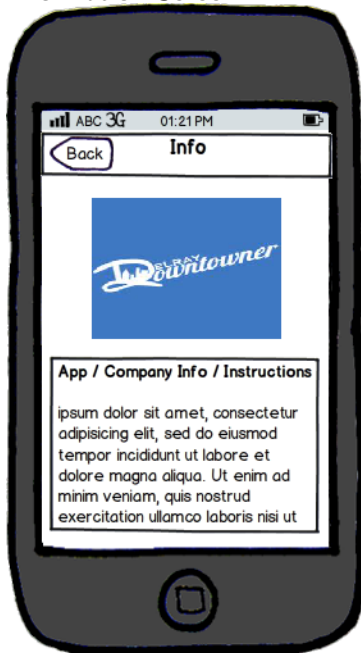 ABC 3G 01:21 PM
Back Info
DELRAY
Downtowner
App / Company Info / Instructions
ipsum dolor sit amet, consectetur
adipisicing elit, sed do eiusmod
tempor incididunt ut labore et
dolore magna aliqua. Ut enim ad
minim veniam, quis nostrud
exercitation ullamco laboris nisi ut